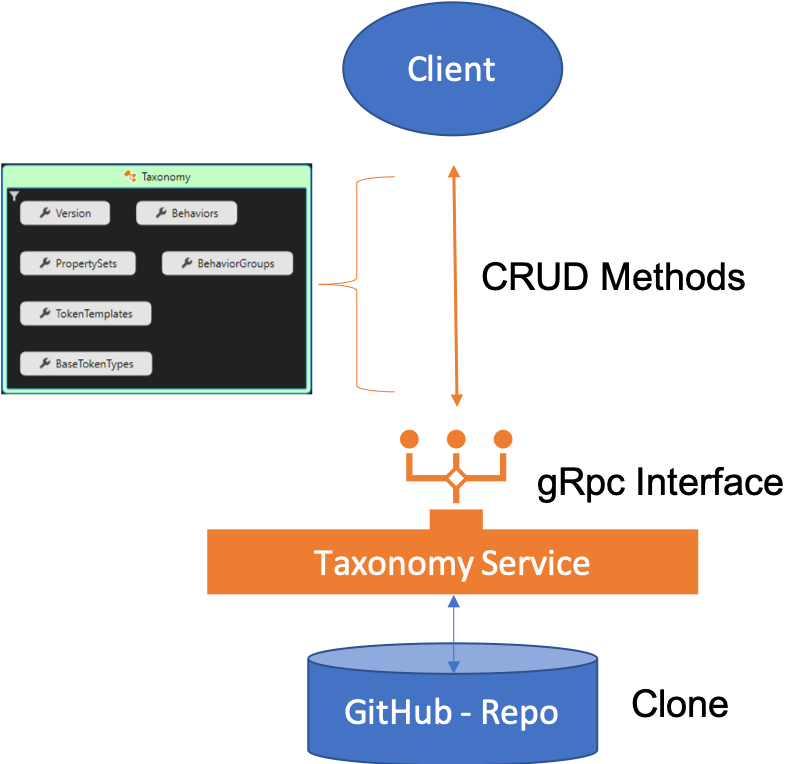 Client
Taxonomy
Version
Behaviors
PropertySets
BehaviorGroups
TokenTemplates
BaseTokenTypes
CRUD Methods
gRpc Interface
Taxonomy Service
GitHub - Repo
Clone